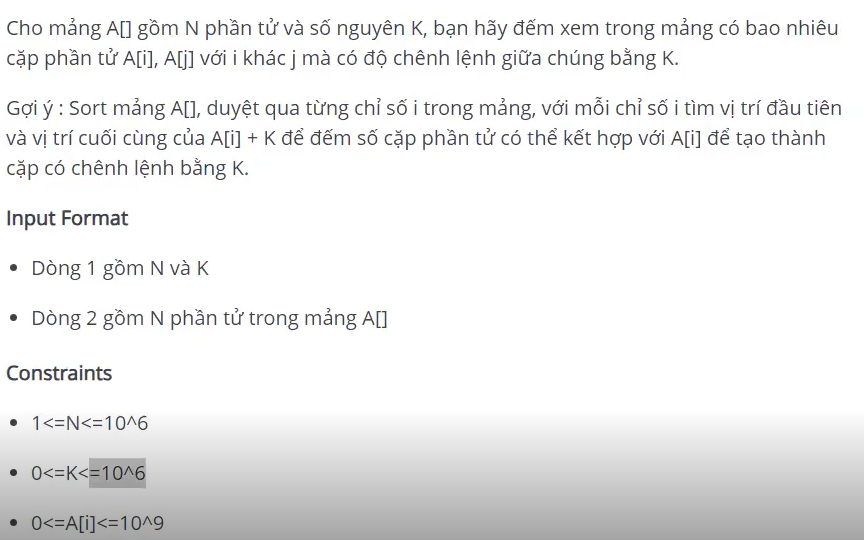 Cho mảng A[] gồm N phần tử và số nguyên K, bạn hãy đếm xem trong mảng có bao nhiêu
cặp phần tử A[i], A[j] với i khác j mà có độ chênh lệnh giữa chúng bằng K.
Gợi ý : Sort mảng A[], duyệt qua từng chỉ số i trong mảng, với mỗi chỉ số i tìm vị trí đầu tiên
và vị trí cuối cùng của A[i] + K để đếm số cặp phần tử có thể kết hợp với A[i] để tạo thành
cặp có chênh lệnh bằng K.
Input Format
• Dòng 1 gồm N và K
• Dòng 2 gồm N phần tử trong mảng A[]
Constraints
• 1<=N<=10^6
• 0<=K<=10^6
• 0<=A[i]<=10^9